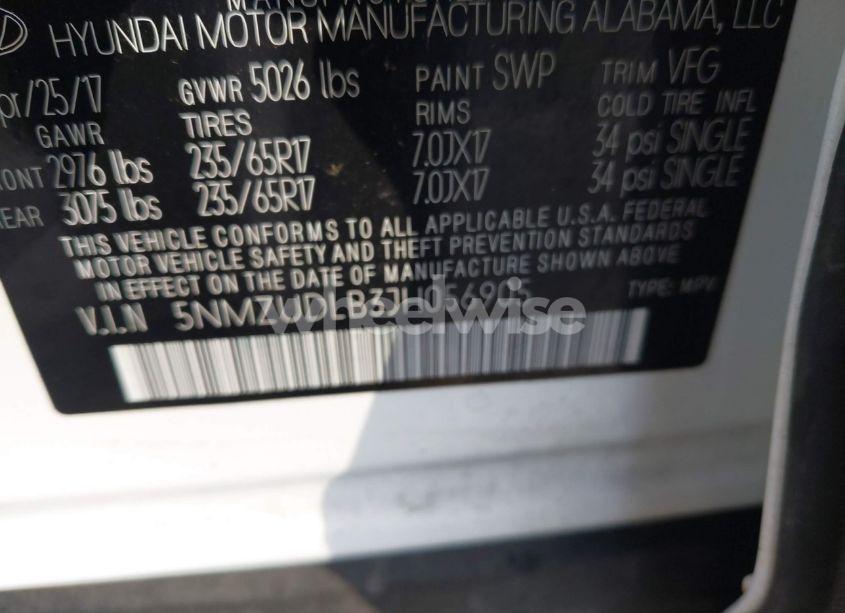 HYUNDAI MOTOR MANUFACTURING ALABAMA, LLC
pr/25/17 GVWR 5026 lbs PAINT SWP TRIM VFG
GAWR TIRES RIMS COLD TIRE INFL
ONT 2976 lbs 235/65R17 7.0JX17 34 psi SINGLE
EAR 3075 lbs 235/65R17 7.0JX17 34 psi SINGLE
THIS VEHICLE CONFORMS TO ALL APPLICABLE U.S.A. FEDERAL
MOTOR VEHICLE SAFETY AND THEFT PREVENTION STANDARDS
IN EFFECT ON THE DATE OF MANUFACTURE SHOWN ABOVE
V.I.N 5NMZUDLB3JH056905 TYPE: MPV
wheelwise